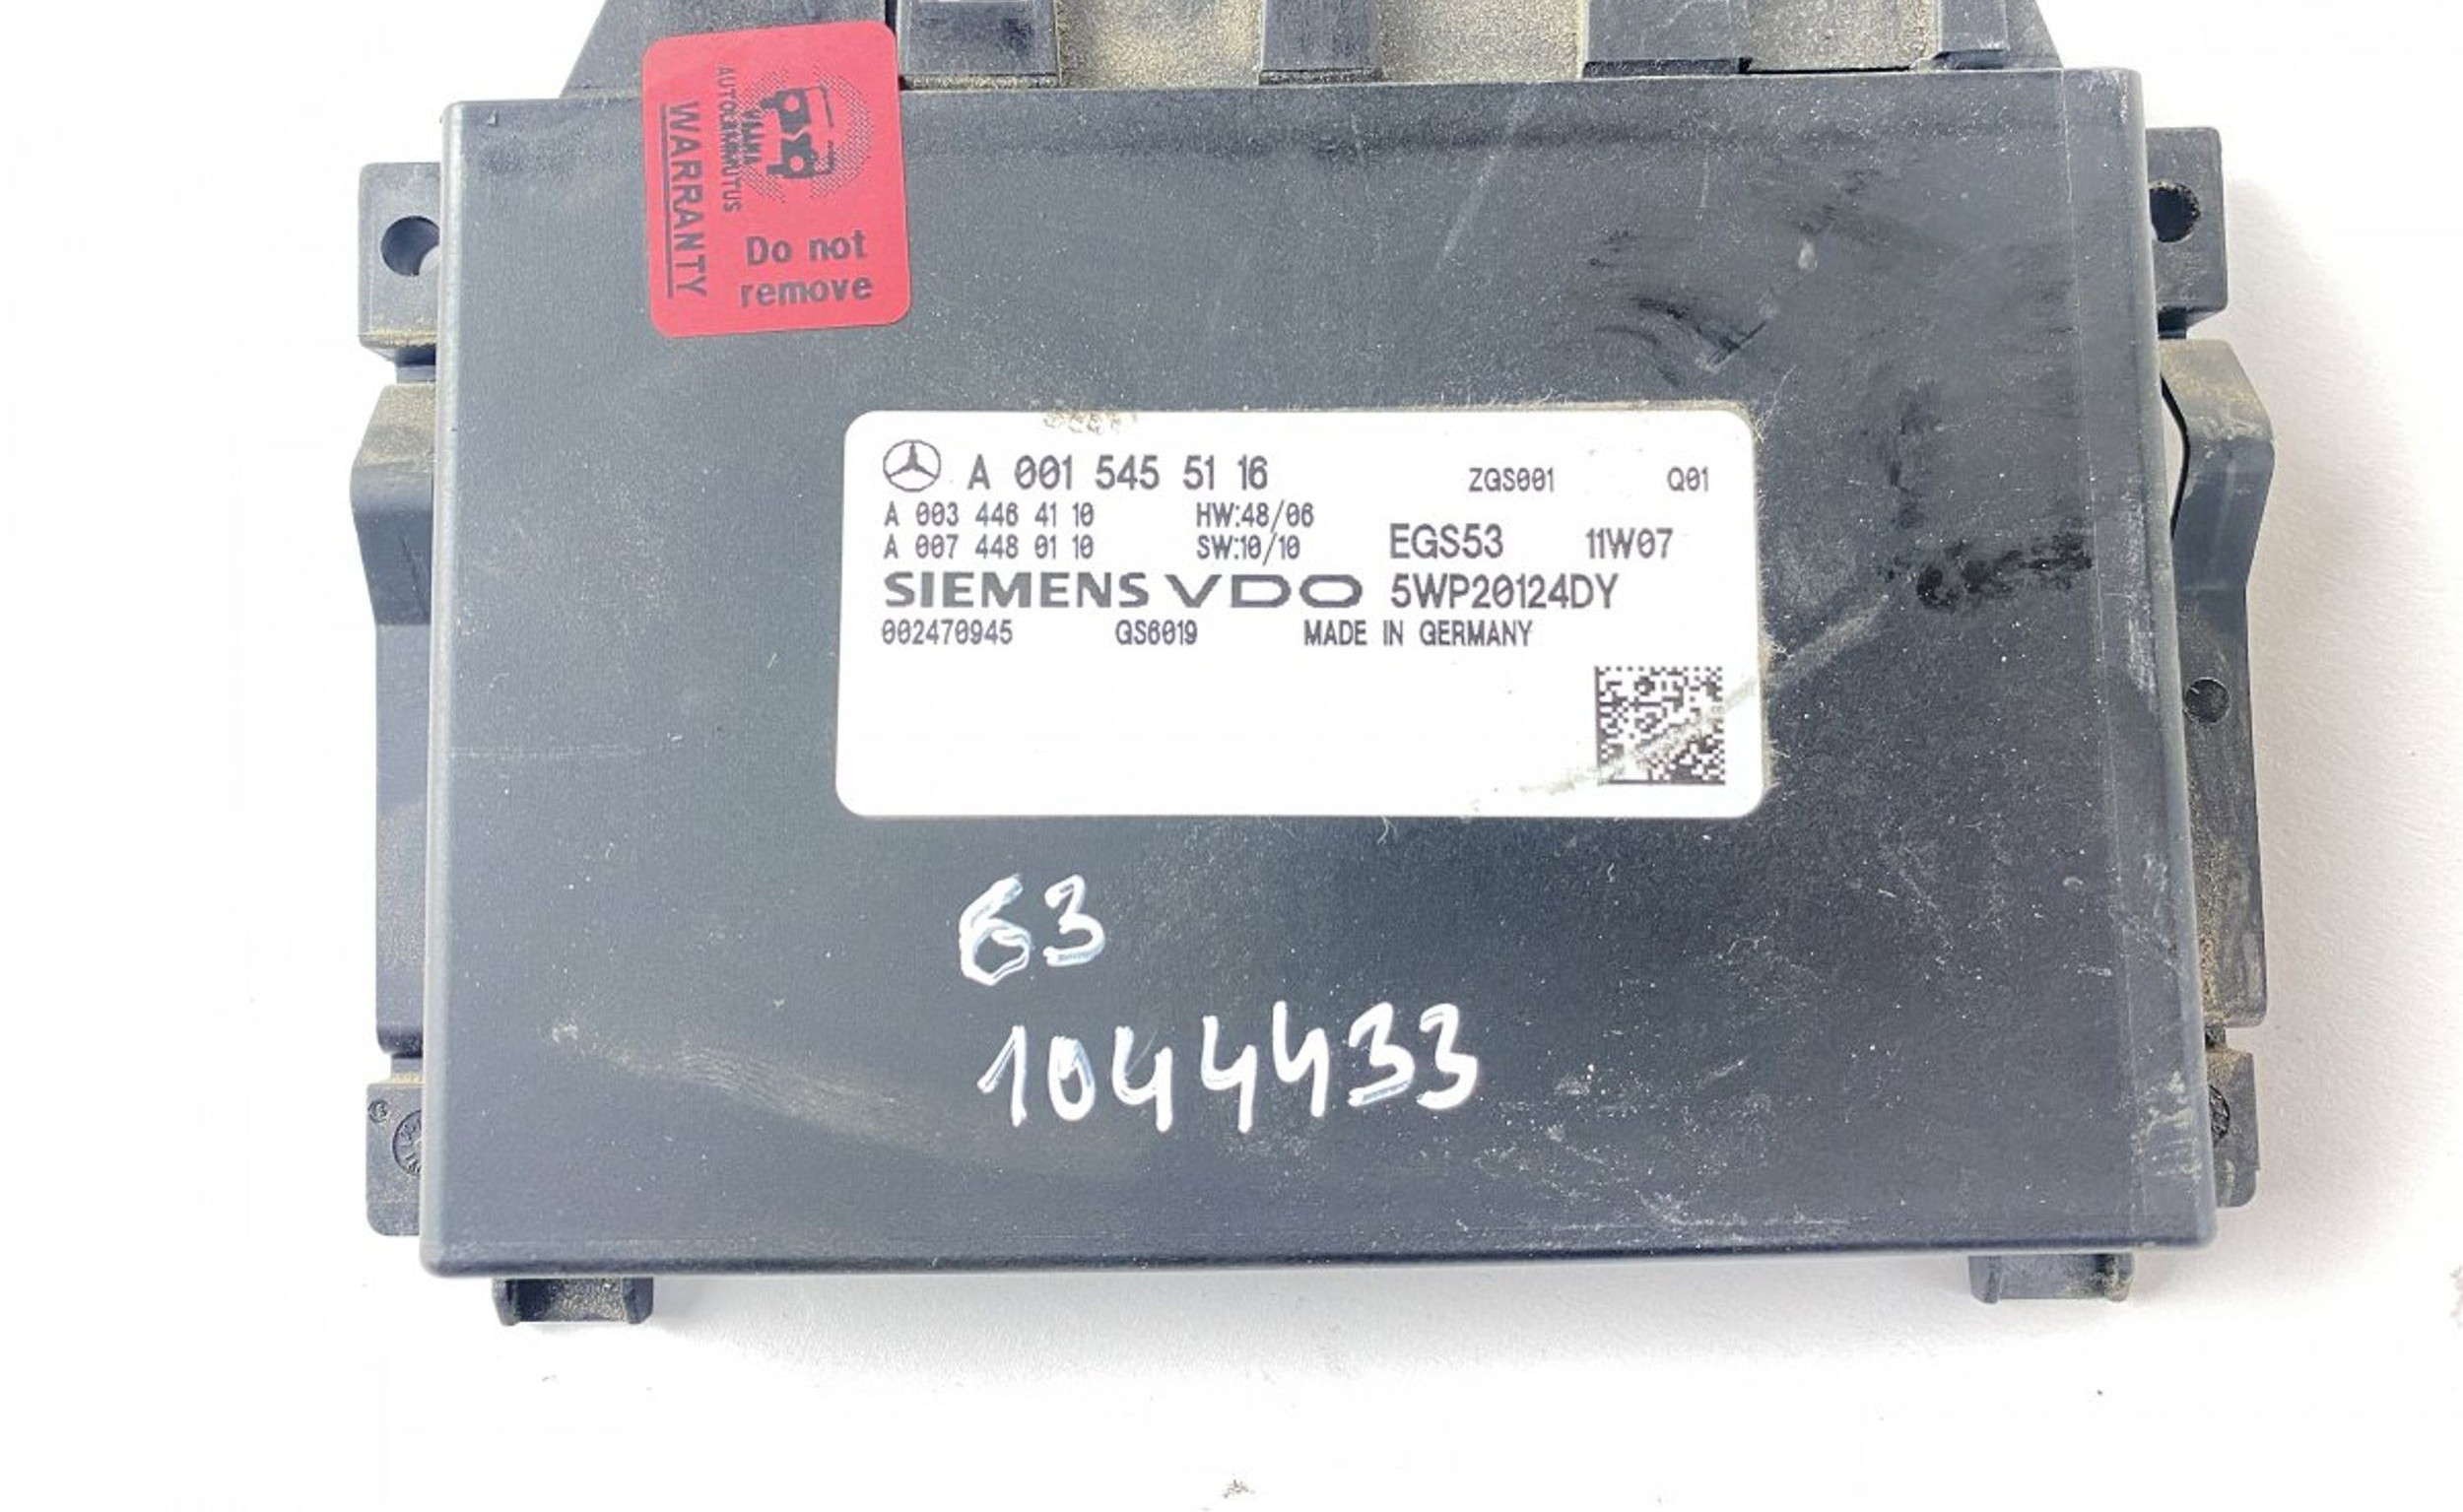 WARRANTY
AUTOLAMMUTUS
Do not
remove
A 001 545 51 16 ZGS001 Q01
A 003 446 41 10 HW:48/06
A 007 448 01 10 SW:10/10 EGS53 11W07
SIEMENS VDO 5WP20124DY
002470945 GS6019 MADE IN GERMANY
63
1044433